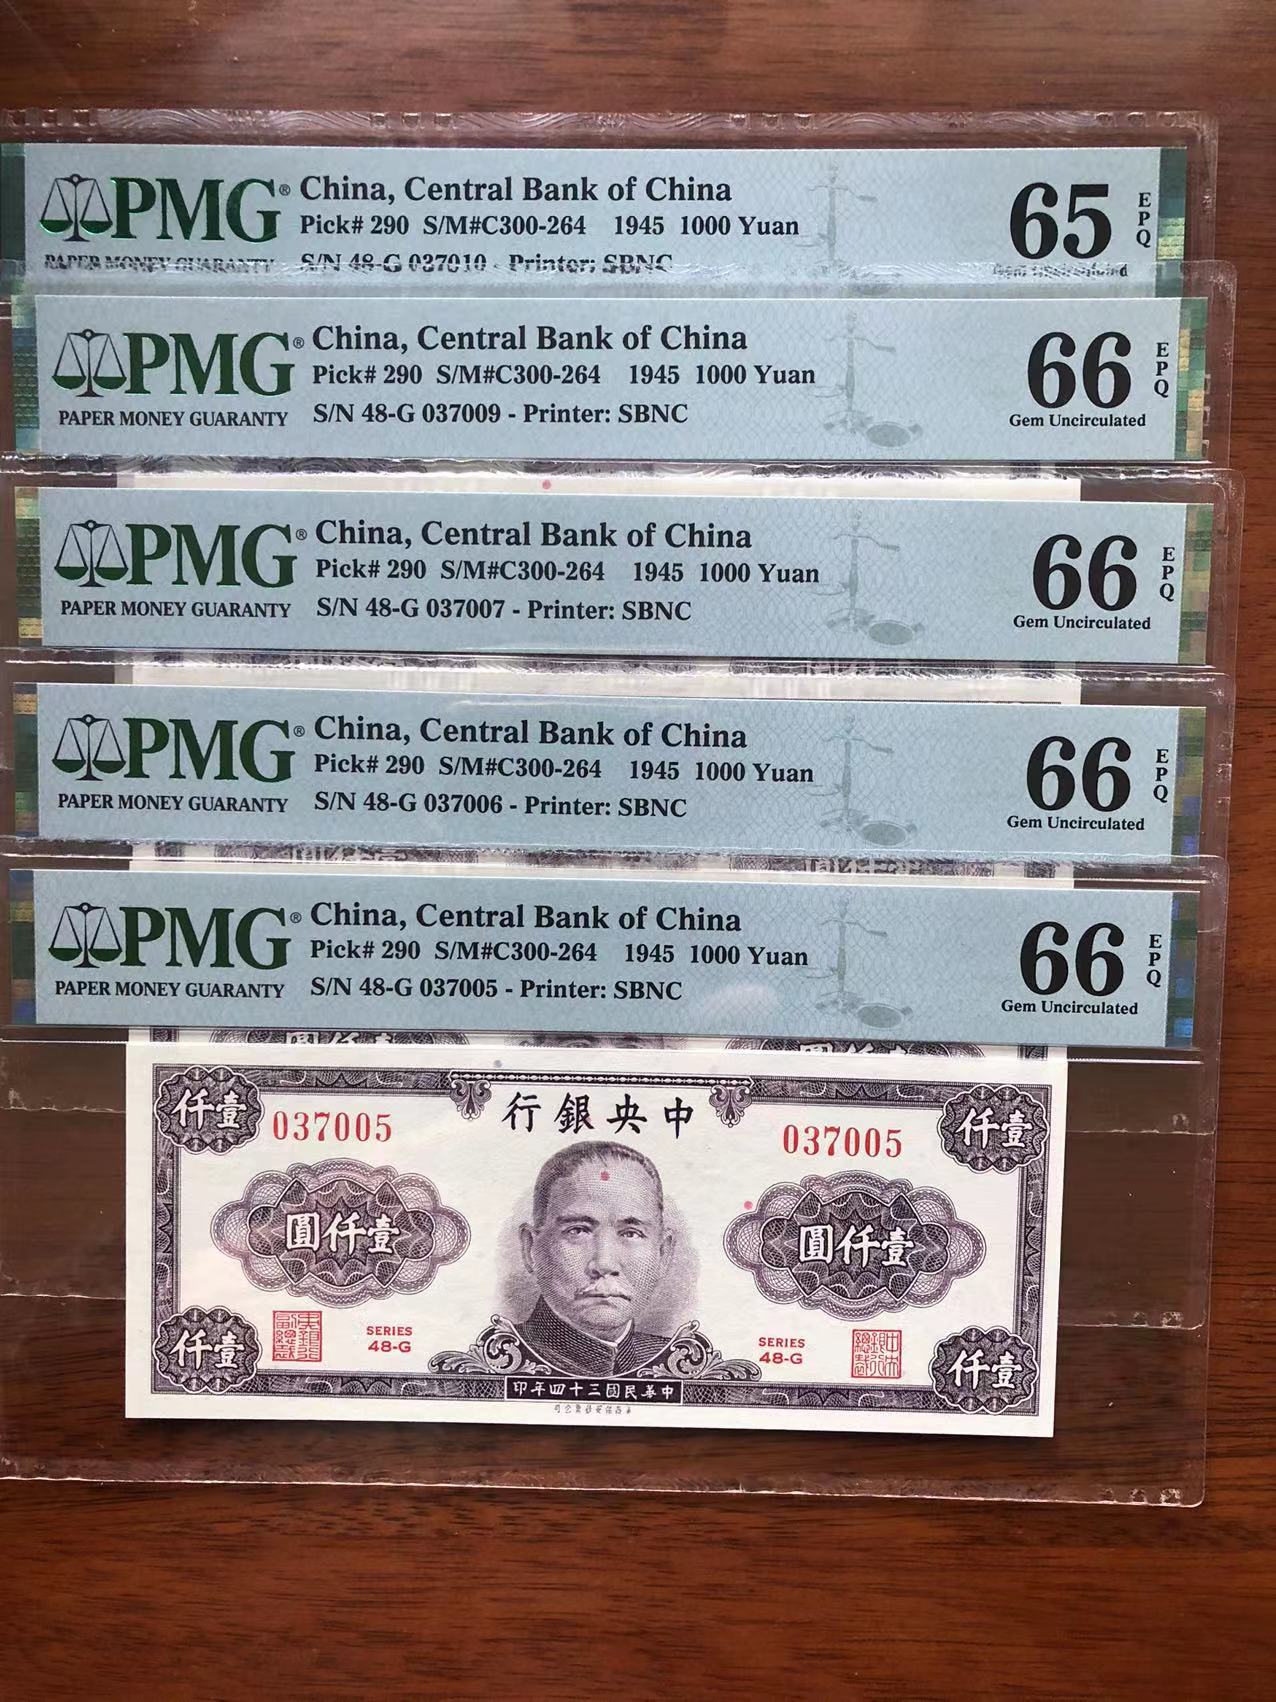 PMG® China, Central Bank of China 65 EPQ
Pick# 290 S/M#C300-264 1945 1000 Yuan
PAPER MONEY GUARANTY S/N 48-G 037010 - Printer: SBNC Gem Uncirculated
PMG® China, Central Bank of China 66 EPQ
Pick# 290 S/M#C300-264 1945 1000 Yuan
PAPER MONEY GUARANTY S/N 48-G 037009 - Printer: SBNC Gem Uncirculated
PMG® China, Central Bank of China 66 EPQ
Pick# 290 S/M#C300-264 1945 1000 Yuan
PAPER MONEY GUARANTY S/N 48-G 037007 - Printer: SBNC Gem Uncirculated
PMG® China, Central Bank of China 66 EPQ
Pick# 290 S/M#C300-264 1945 1000 Yuan
PAPER MONEY GUARANTY S/N 48-G 037006 - Printer: SBNC Gem Uncirculated
PMG® China, Central Bank of China 66 EPQ
Pick# 290 S/M#C300-264 1945 1000 Yuan
PAPER MONEY GUARANTY S/N 48-G 037005 - Printer: SBNC Gem Uncirculated
仟壹 037005 行銀央中 037005 仟壹
圓仟壹 圓仟壹
仟壹 SERIES 48-G SERIES 48-G 仟壹
印年四十三國民華中